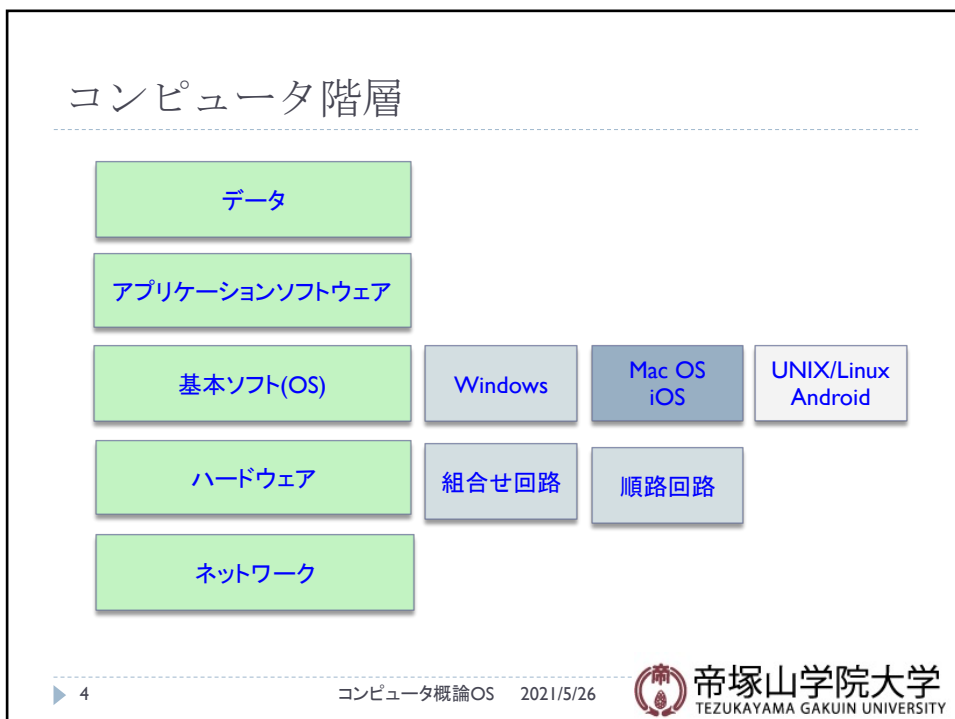 コンピュータ階層
データ
アプリケーションソフトウェア
基本ソフト(OS)
Windows
Mac OS
iOS
UNIX/Linux
Android
ハードウェア
組合せ回路
順路回路
ネットワーク
4
コンピュータ概論OS 2021/5/26
帝
帝塚山学院大学
TEZUKAYAMA GAKUIN UNIVERSITY